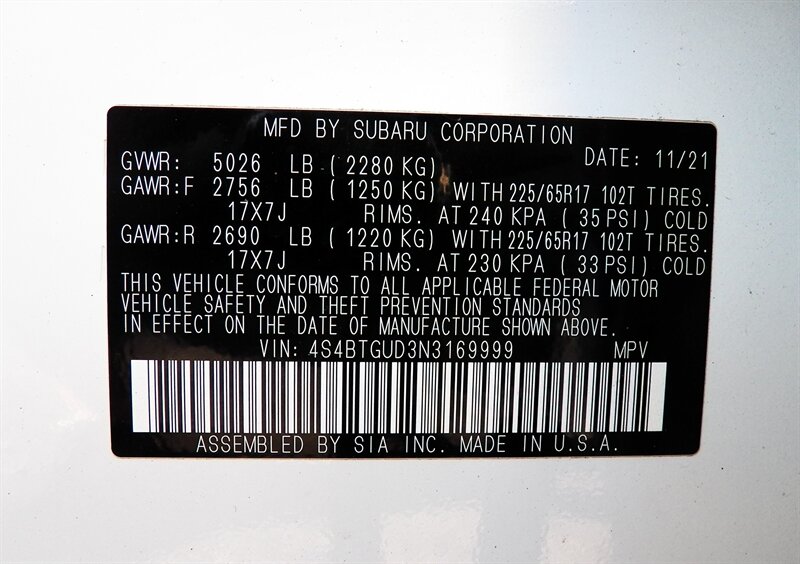 MFD BY SUBARU CORPORATION
DATE: 11/21
GVWR: 5026 LB ( 2280 KG)
GAWR:F 2756 LB ( 1250 KG) WITH 225/65R17 102T TIRES.
17X7J RIMS. AT 240 KPA ( 35 PSI) COLD
GAWR:R 2690 LB ( 1220 KG) WITH 225/65R17 102T TIRES.
17X7J RIMS. AT 230 KPA ( 33 PSI) COLD
THIS VEHICLE CONFORMS TO ALL APPLICABLE FEDERAL MOTOR
VEHICLE SAFETY AND THEFT PREVENTION STANDARDS
IN EFFECT ON THE DATE OF MANUFACTURE SHOWN ABOVE.
VIN: 4S4BTGUD3N3169999 MPV
ASSEMBLED BY SIA INC. MADE IN U.S.A.